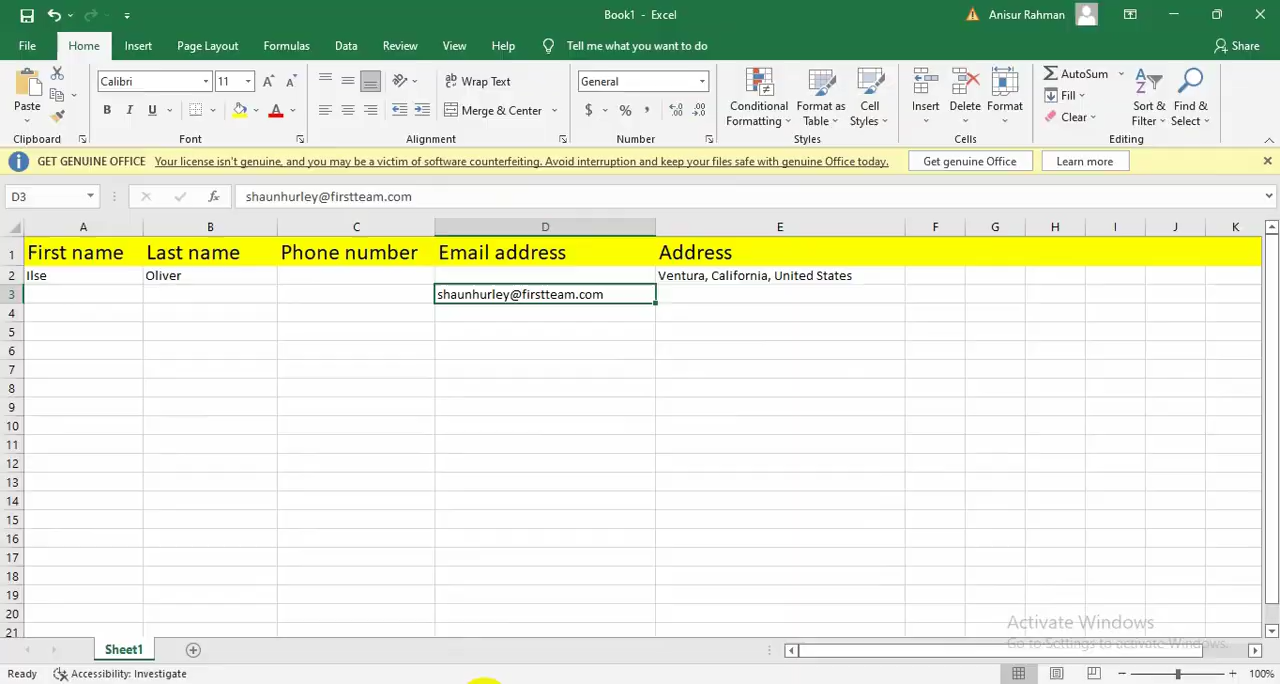 Book1 - Excel
Anisur Rahman
File Home Insert Page Layout Formulas Data Review View Help Tell me what you want to do Share
Calibri 11 Wrap Text General AutoSum
Fill
Paste B I U Merge & Center $ % , Conditional Formatting Format as Table Cell Styles Insert Delete Format Clear Sort & Filter Find & Select
Clipboard Font Alignment Number Styles Cells Editing
GET GENUINE OFFICE Your license isn't genuine, and you may be a victim of software counterfeiting. Avoid interruption and keep your files safe with genuine Office today. Get genuine Office Learn more
D3 fx shaunhurley@firstteam.com
A B C D E F G H I J K
1 First name Last name Phone number Email address Address
2 Ilse Oliver Ventura, California, United States
3 shaunhurley@firstteam.com
4
5
6
7
8
9
10
11
12
13
14
15
16
17
18
19
20
21
Activate Windows
Go to Settings to activate Windows.
Sheet1
Ready Accessibility: Investigate 100%